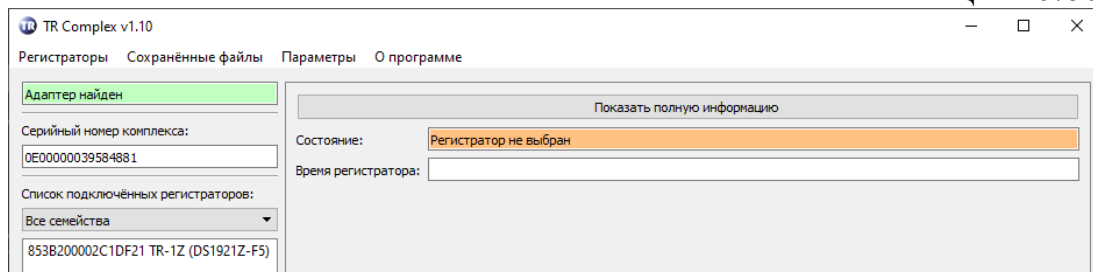 TR Complex v1.10
Регистраторы Сохранённые файлы Параметры О программе
Адаптер найден
Серийный номер комплекса:
0E00000039584881
Список подключённых регистраторов:
Все семейства
853B200002C1DF21 TR-1Z (DS1921Z-F5)
Показать полную информацию
Состояние: Регистратор не выбран
Время регистратора: